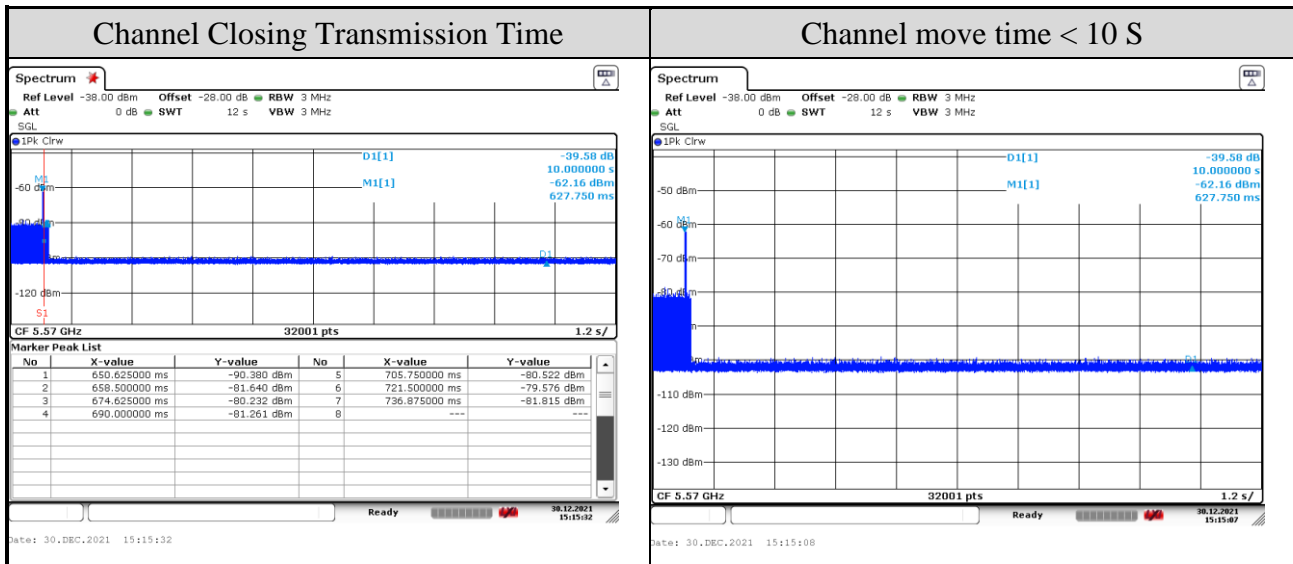 Channel Closing Transmission Time
Spectrum
Ref Level -38.00 dBm Offset -28.00 dB RBW 3 MHz
Att 0 dB SWT 12 s VBW 3 MHz
SGL
1Pk Clrw
D1[1] -39.58 dB
10.000000 s
M1[1] -62.16 dBm
627.750 ms
M1
-60 dBm
-90 dBm
D1
-120 dBm
S1
CF 5.57 GHz 32001 pts 1.2 s/
Marker Peak List
No X-value Y-value No X-value Y-value
1 650.625000 ms -90.380 dBm 5 705.750000 ms -80.522 dBm
2 658.500000 ms -81.640 dBm 6 721.500000 ms -79.576 dBm
3 674.625000 ms -80.232 dBm 7 736.875000 ms -81.815 dBm
4 690.000000 ms -81.261 dBm 8 --- ---
Ready 30.12.2021
15:15:32
Date: 30.DEC.2021 15:15:32
Channel move time < 10 S
Spectrum
Ref Level -38.00 dBm Offset -28.00 dB RBW 3 MHz
Att 0 dB SWT 12 s VBW 3 MHz
SGL
1Pk Clrw
D1[1] -39.58 dB
10.000000 s
M1[1] -62.16 dBm
627.750 ms
-50 dBm
M1
-60 dBm
-70 dBm
-80 dBm
D1
-110 dBm
-120 dBm
-130 dBm
CF 5.57 GHz 32001 pts 1.2 s/
Ready 30.12.2021
15:15:07
Date: 30.DEC.2021 15:15:08